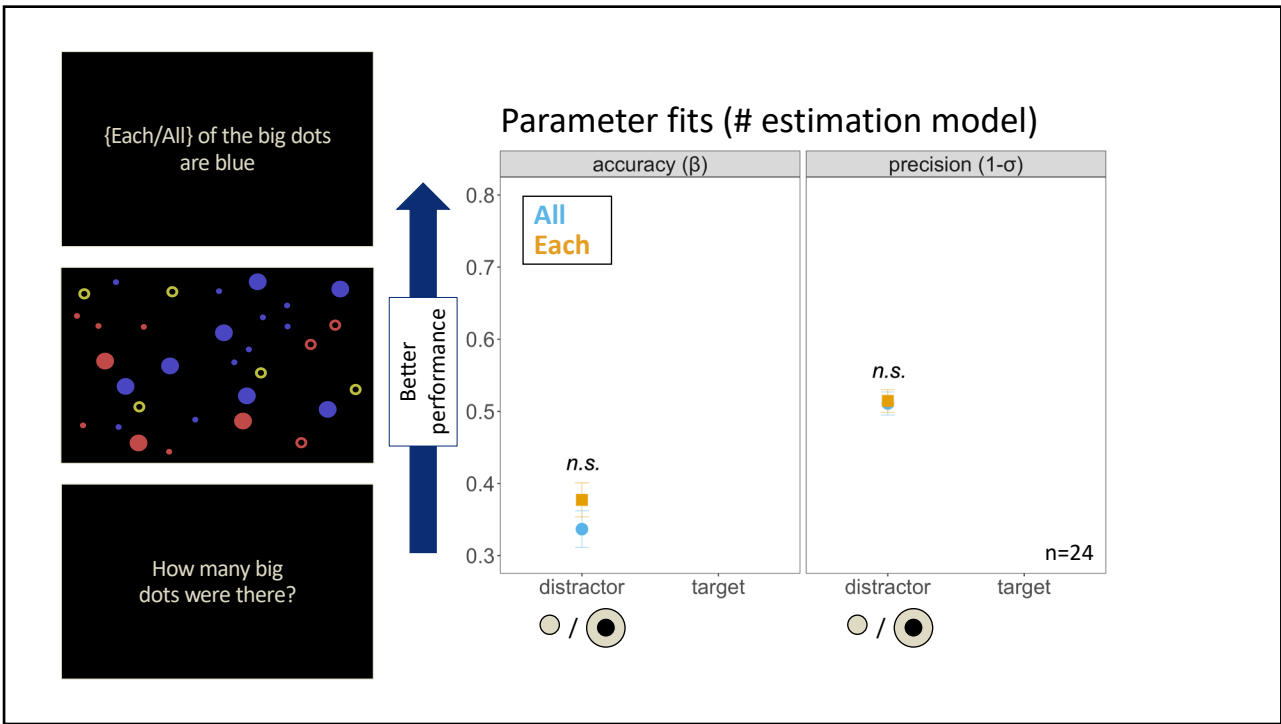 {Each/All} of the big dots
are blue
How many big
dots were there?
Better
performance
Parameter fits (# estimation model)
accuracy (β)
precision (1-σ)
0.8
0.7
0.6
0.5
0.4
0.3
All
Each
n.s.
n.s.
n=24
distractor
target
distractor
target
/
/